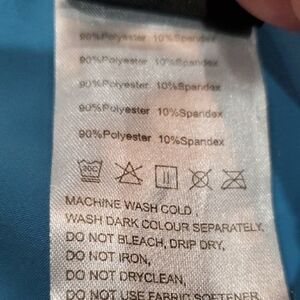 90%Polyester 10%Spandex
90%Polyester 10%Spandex
90%Polyester 10%Spandex
90%Polyester 10%Spandex
90%Polyester 10%Spandex
30C
MACHINE WASH COLD
WASH DARK COLOUR SEPARATELY,
DO NOT BLEACH, DRIP DRY,
DO NOT IRON,
DO NOT DRYCLEAN,
DO NOT USE FABRIC SOFTENER